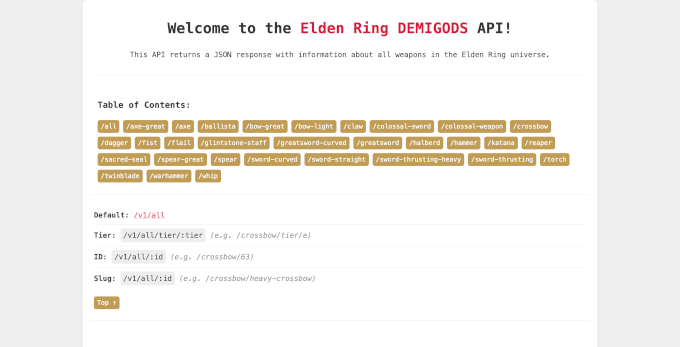 Welcome to the Elden Ring DEMIGODS API!
This API returns a JSON response with information about all weapons in the Elden Ring universe.
Table of Contents:
/all /axe-great /axe /ballista /bow-great /bow-light /claw /colossal-sword /colossal-weapon /crossbow
/dagger /fist /flail /glintstone-staff /greatsword-curved /greatsword /halberd /hammer /katana /reaper
/sacred-seal /spear-great /spear /sword-curved /sword-straight /sword-thrusting-heavy /sword-thrusting /torch
/twinblade /warhammer /whip
Default: /v1/all
Tier: /v1/all/tier/:tier (e.g. /crossbow/tier/e)
ID: /v1/all/:id (e.g. /crossbow/63)
Slug: /v1/all/:id (e.g. /crossbow/heavy-crossbow)
Top ↑